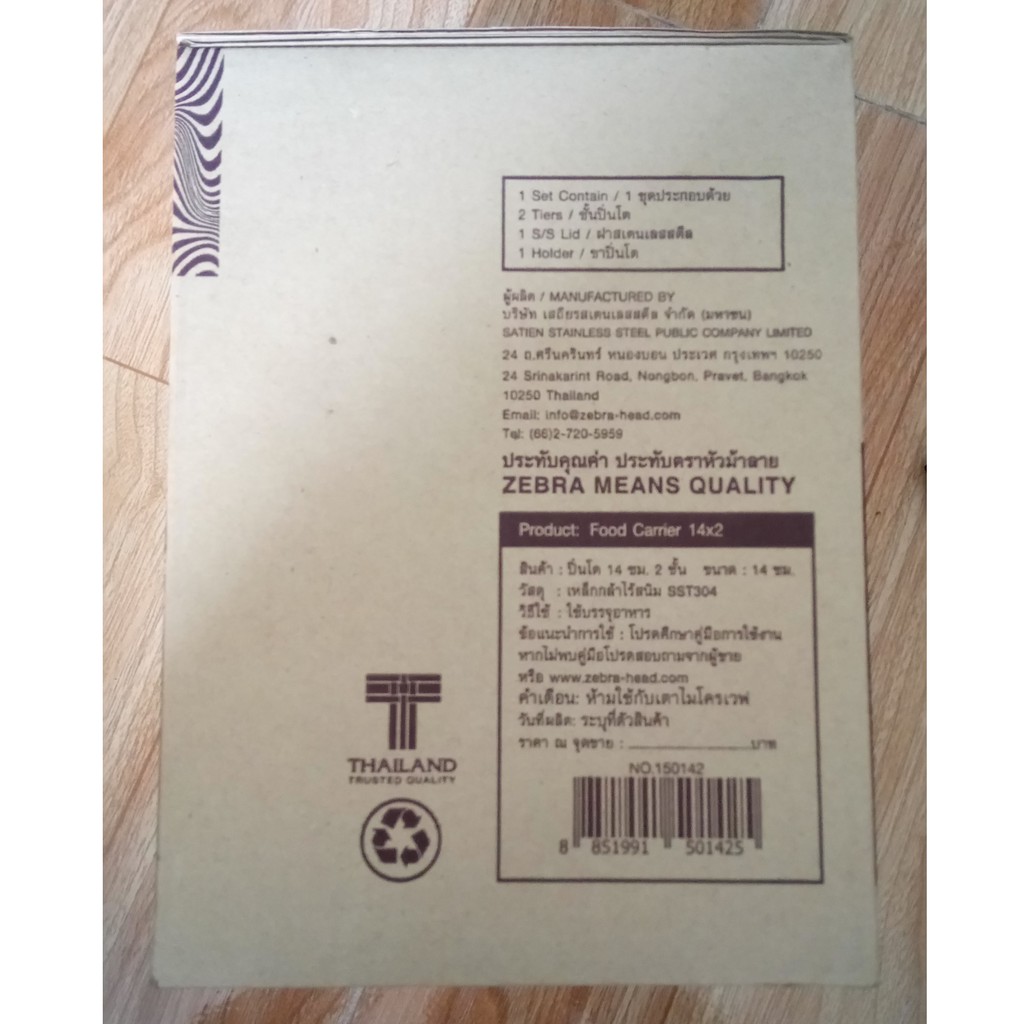 1 Set Contain / 1 ชุดประกอบด้วย
2 Tiers / ชั้นปิ่นโต
1 S/S Lid / ฝาสเตนเลสสตีล
1 Holder / ขาปิ่นโต
ผู้ผลิต / MANUFACTURED BY
บริษัท เสถียรสเตนเลสสตีล จำกัด (มหาชน)
SATIEN STAINLESS STEEL PUBLIC COMPANY LIMITED
24 ถ.ศรีนครินทร์ หนองบอน ประเวศ กรุงเทพฯ 10250
24 Srinakarint Road, Nongbon, Pravet, Bangkok
10250 Thailand
Email: info@zebra-head.com
Tel: (66)2-720-5959
ประทับคุณค่า ประทับตราหัวม้าลาย
ZEBRA MEANS QUALITY
Product: Food Carrier 14x2
สินค้า : ปิ่นโต 14 ซม. 2 ชั้น ขนาด : 14 ซม.
วัสดุ : เหล็กกล้าไร้สนิม SST304
วิธีใช้ : ใช้บรรจุอาหาร
ข้อแนะนำการใช้ : โปรดศึกษาคู่มือการใช้งาน
หากไม่พบคู่มือโปรดสอบถามจากผู้ขาย
หรือ www.zebra-head.com
คำเตือน: ห้ามใช้กับเตาไมโครเวฟ
วันที่ผลิต: ระบุที่ตัวสินค้า
ราคา ณ จุดขาย : ____________บาท
NO.150142
8 851991 501425
THAILAND
TRUSTED QUALITY